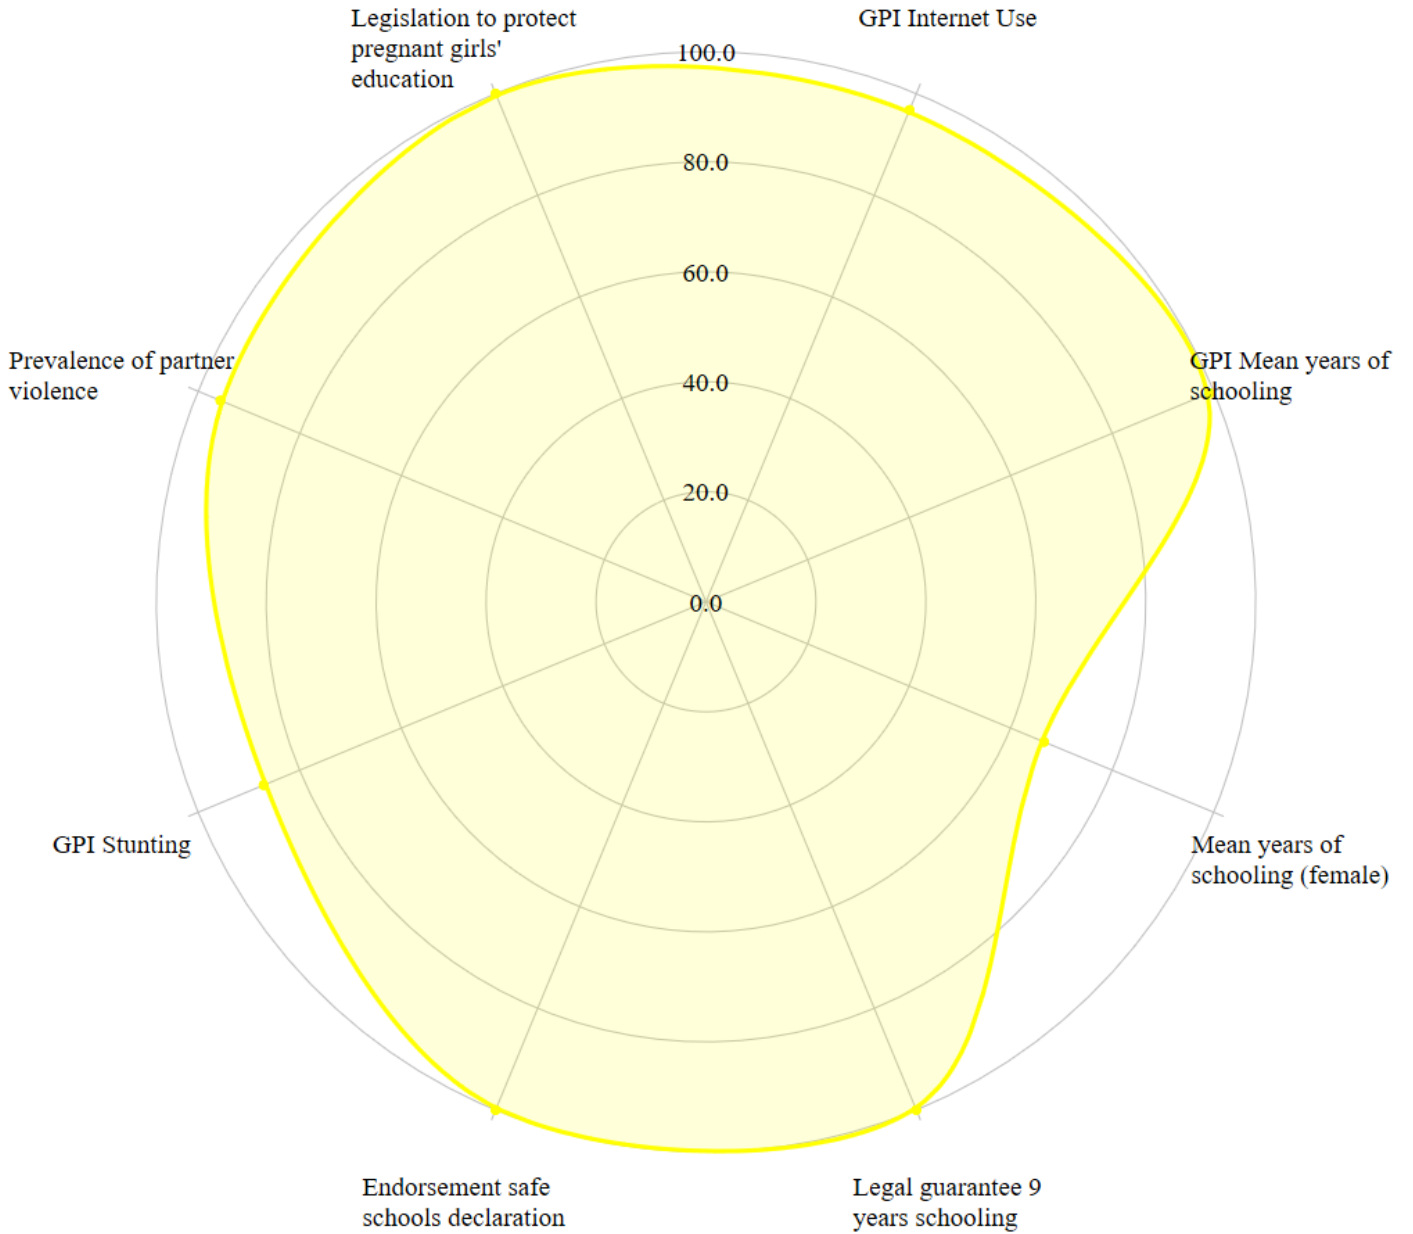 Legislation to protect
pregnant girls'
education
GPI Internet Use
100.0
80.0
60.0
40.0
20.0
0.0
Prevalence of partner
violence
GPI Mean years of
schooling
GPI Stunting
Mean years of
schooling (female)
Endorsement safe
schools declaration
Legal guarantee 9
years schooling